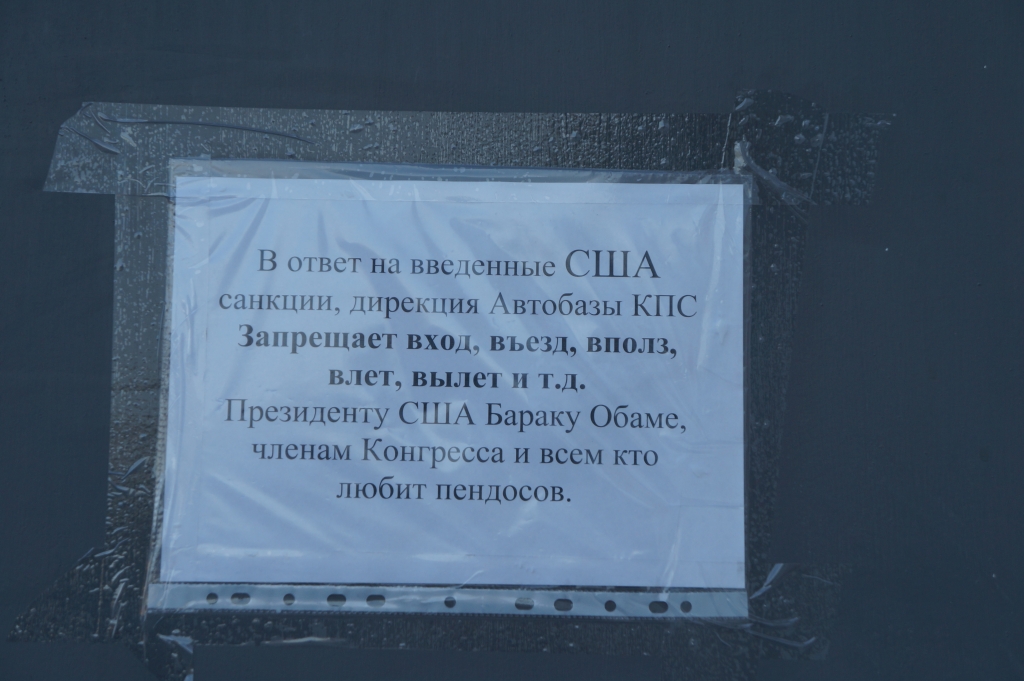 В ответ на введенные США
санкции, дирекция Автобазы КПС
Запрещает вход, въезд, вполз,
влет, вылет и т.д.
Президенту США Бараку Обаме,
членам Конгресса и всем кто
любит пендосов.